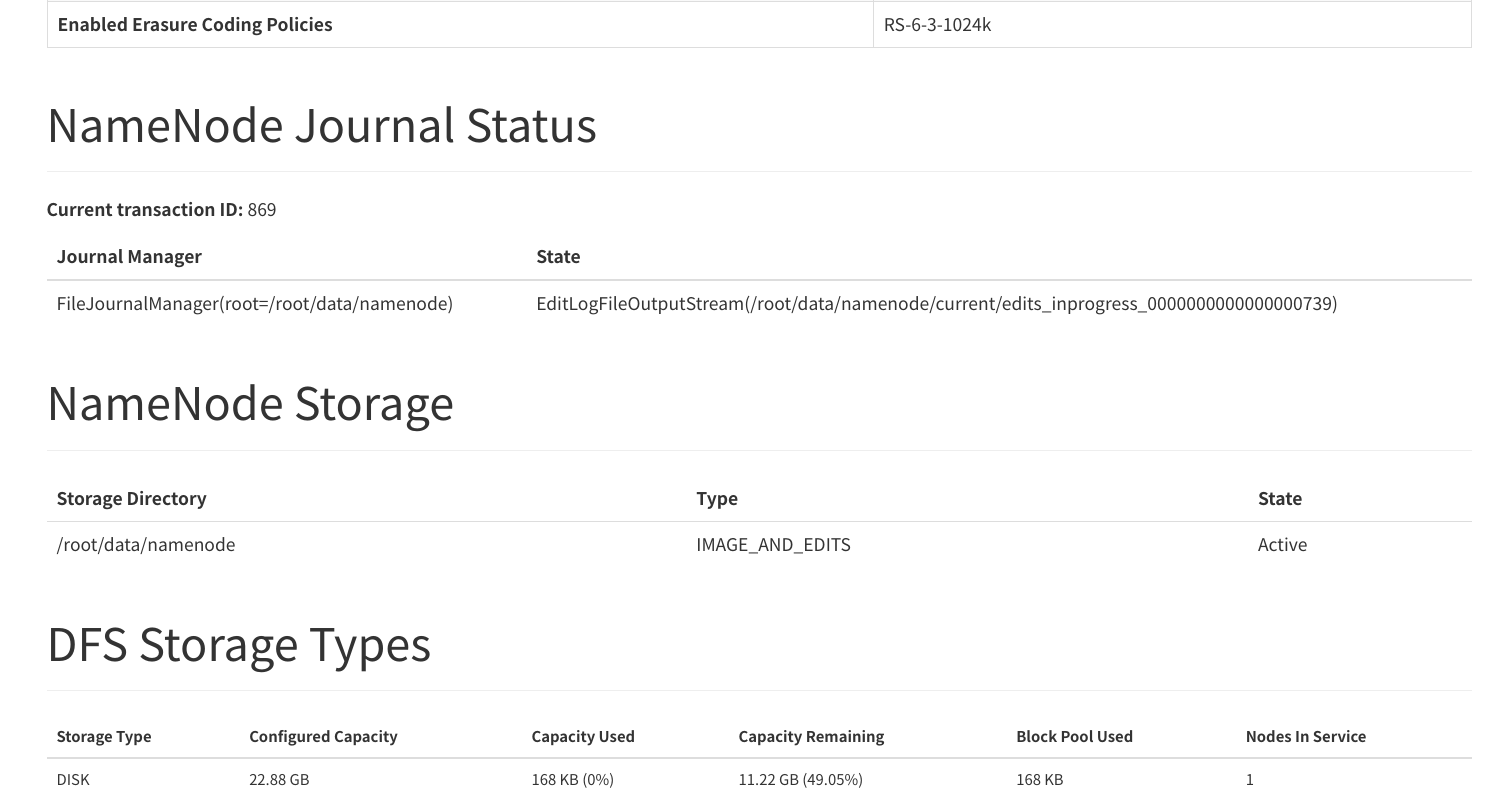 Enabled Erasure Coding Policies RS-6-3-1024k
NameNode Journal Status
Current transaction ID: 869
Journal Manager State
FileJournalManager(root=/root/data/namenode) EditLogFileOutputStream(/root/data/namenode/current/edits_inprogress_0000000000000000739)
NameNode Storage
Storage Directory Type State
/root/data/namenode IMAGE_AND_EDITS Active
DFS Storage Types
Storage Type Configured Capacity Capacity Used Capacity Remaining Block Pool Used Nodes In Service
DISK 22.88 GB 168 KB (0%) 11.22 GB (49.05%) 168 KB 1